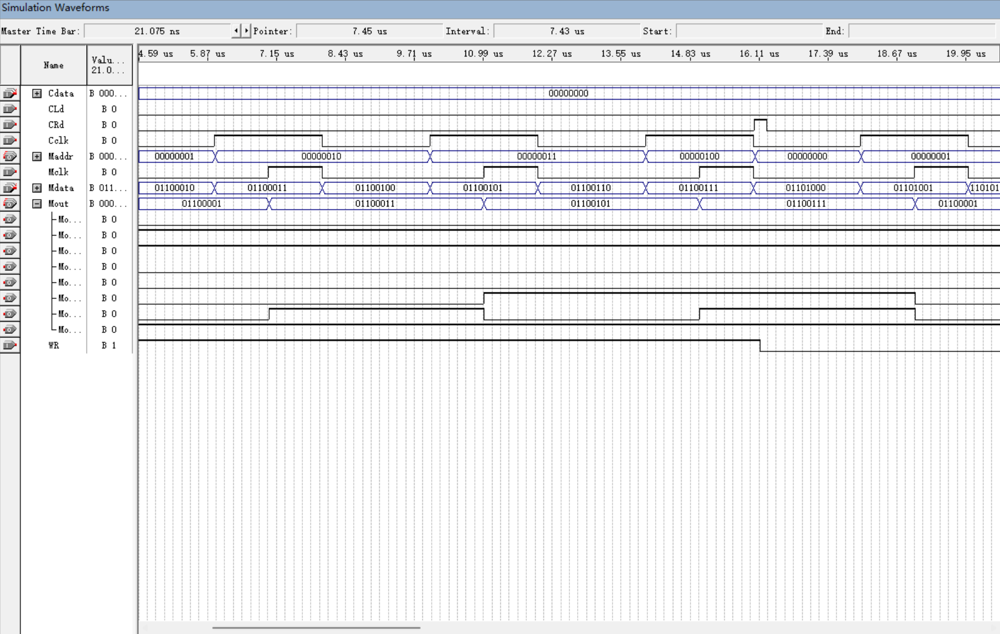 Simulation Waveforms
Master Time Bar: 21.075 ns Pointer: 7.45 us Interval: 7.43 us Start: End:
Name Valu... 21.0... 4.59 us 5.87 us 7.15 us 8.43 us 9.71 us 10.99 us 12.27 us 13.55 us 14.83 us 16.11 us 17.39 us 18.67 us 19.95 us
Cdata B 000... 00000000
CLd B 0
CRd B 0
Cclk B 0
Maddr B 000... 00000001 00000010 00000011 00000100 00000000 00000001
Mclk B 0
Mdata B 011... 01100010 01100011 01100100 01100101 01100110 01100111 01101000 01101001 110101
Mout B 000... 01100001 01100011 01100101 01100111 01100001
Mo... B 0
Mo... B 0
Mo... B 0
Mo... B 0
Mo... B 0
Mo... B 0
Mo... B 0
Mo... B 0
WR B 1